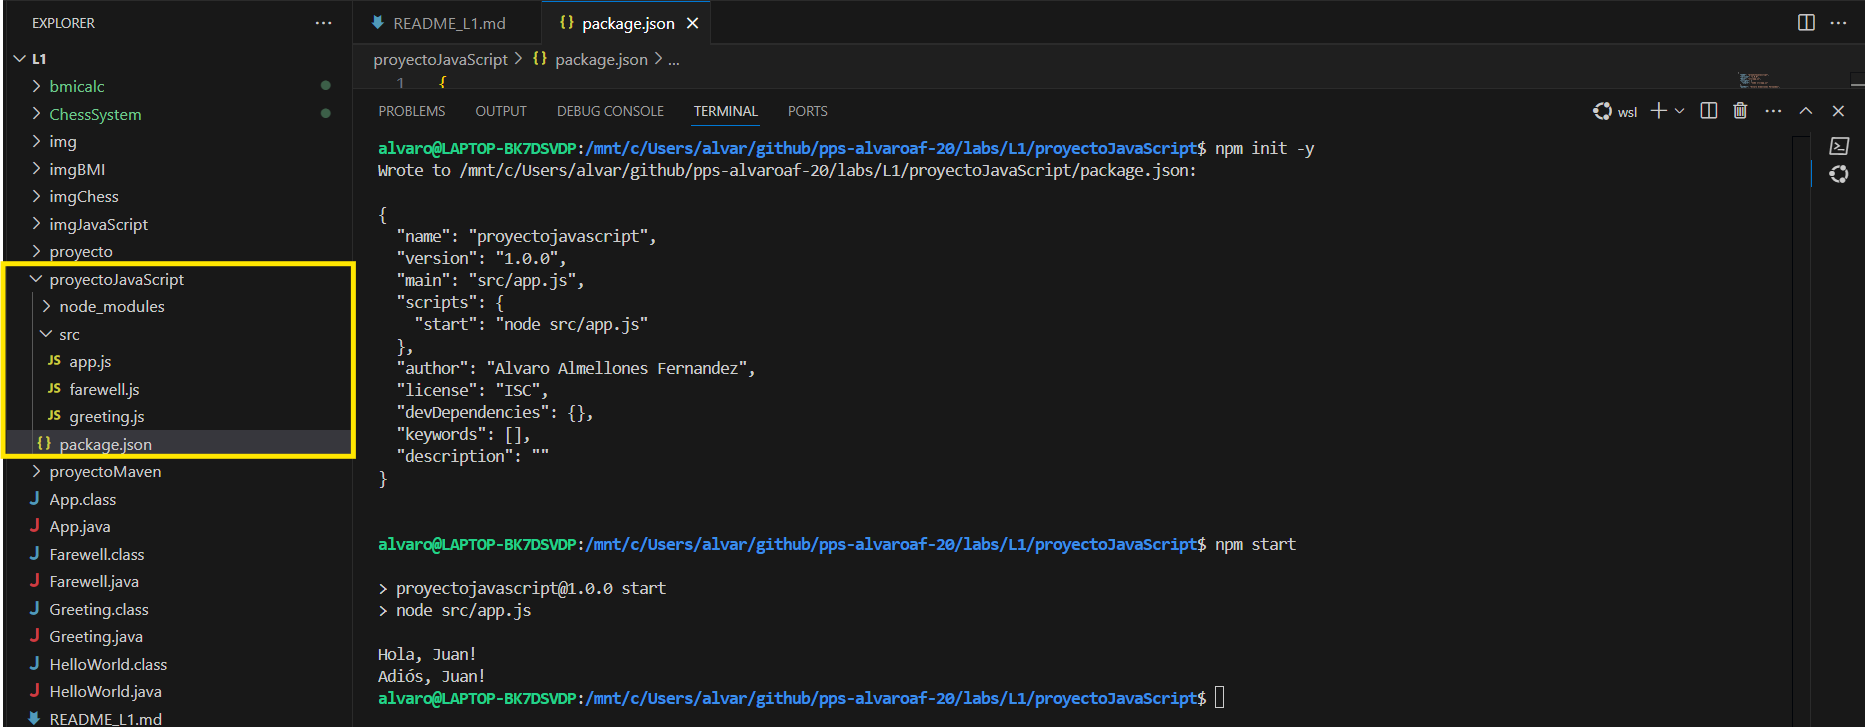 EXPLORER
L1
bmicalc
ChessSystem
img
imgBMI
imgChess
imgJavaScript
proyecto
proyectoJavaScript
node_modules
src
JS app.js
JS farewell.js
JS greeting.js
{} package.json
proyectoMaven
J App.class
J App.java
J Farewell.class
J Farewell.java
J Greeting.class
J Greeting.java
J HelloWorld.class
J HelloWorld.java
README_L1.md
README_L1.md
{} package.json
proyectoJavaScript > {} package.json > ...
1 {
PROBLEMS OUTPUT DEBUG CONSOLE TERMINAL PORTS
wsl
alvaro@LAPTOP-BK7DSVDP:/mnt/c/Users/alvar/github/pps-alvaroaf-20/labs/L1/proyectoJavaScript$ npm init -y
Wrote to /mnt/c/Users/alvar/github/pps-alvaroaf-20/labs/L1/proyectoJavaScript/package.json:
{
"name": "proyectojavascript",
"version": "1.0.0",
"main": "src/app.js",
"scripts": {
"start": "node src/app.js"
},
"author": "Alvaro Almellones Fernandez",
"license": "ISC",
"devDependencies": {},
"keywords": [],
"description": ""
}
alvaro@LAPTOP-BK7DSVDP:/mnt/c/Users/alvar/github/pps-alvaroaf-20/labs/L1/proyectoJavaScript$ npm start
> proyectojavascript@1.0.0 start
> node src/app.js
Hola, Juan!
Adiós, Juan!
alvaro@LAPTOP-BK7DSVDP:/mnt/c/Users/alvar/github/pps-alvaroaf-20/labs/L1/proyectoJavaScript$